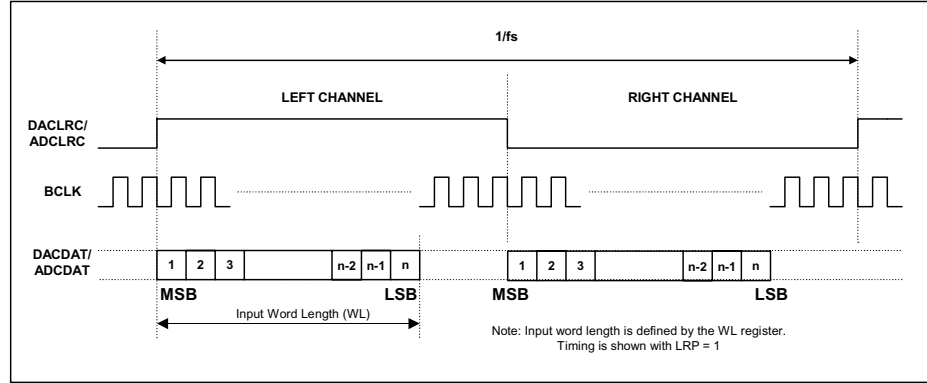 1/fs
LEFT CHANNEL
RIGHT CHANNEL
DACLRC/
ADCLRC
BCLK
DACDAT/
ADCDAT
1 2 3 n-2 n-1 n
1 2 3 n-2 n-1 n
MSB LSB MSB LSB
Input Word Length (WL)
Note: Input word length is defined by the WL register.
Timing is shown with LRP = 1